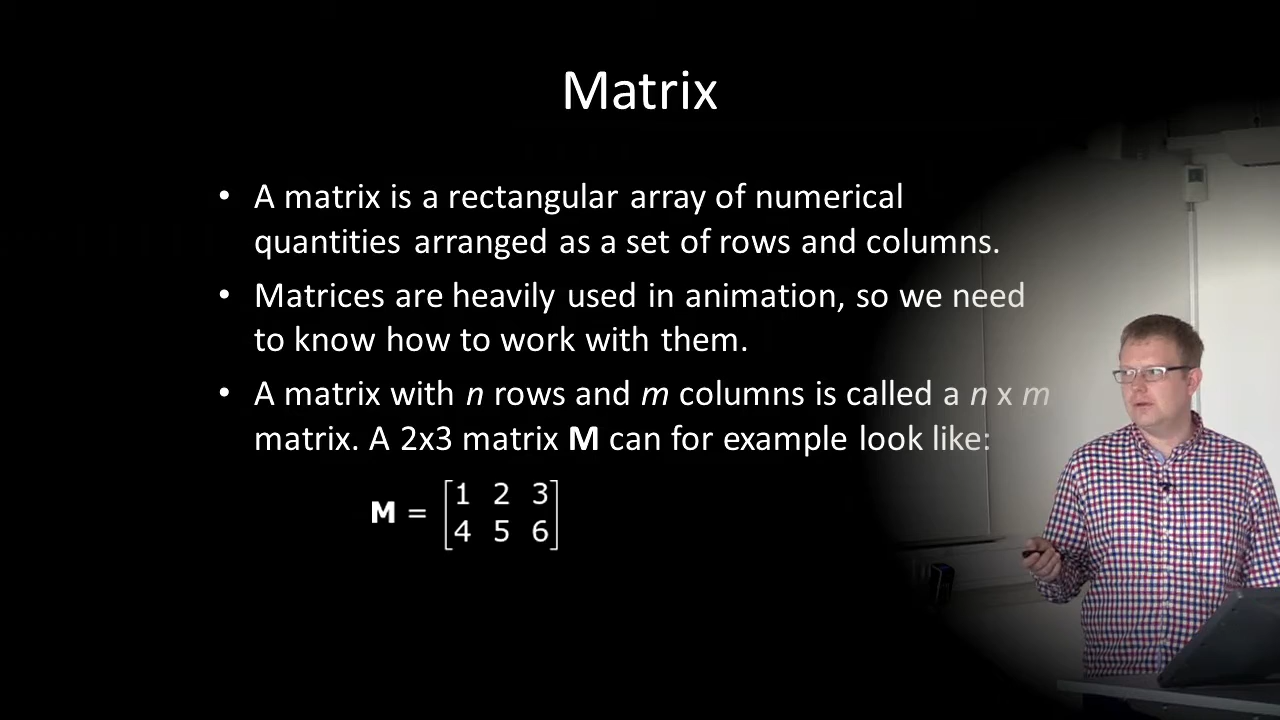 Matrix
• A matrix is a rectangular array of numerical
quantities arranged as a set of rows and columns.
• Matrices are heavily used in animation, so we need
to know how to work with them.
• A matrix with n rows and m columns is called a n x m
matrix. A 2x3 matrix M can for example look like:
M = [1 2 3
4 5 6]